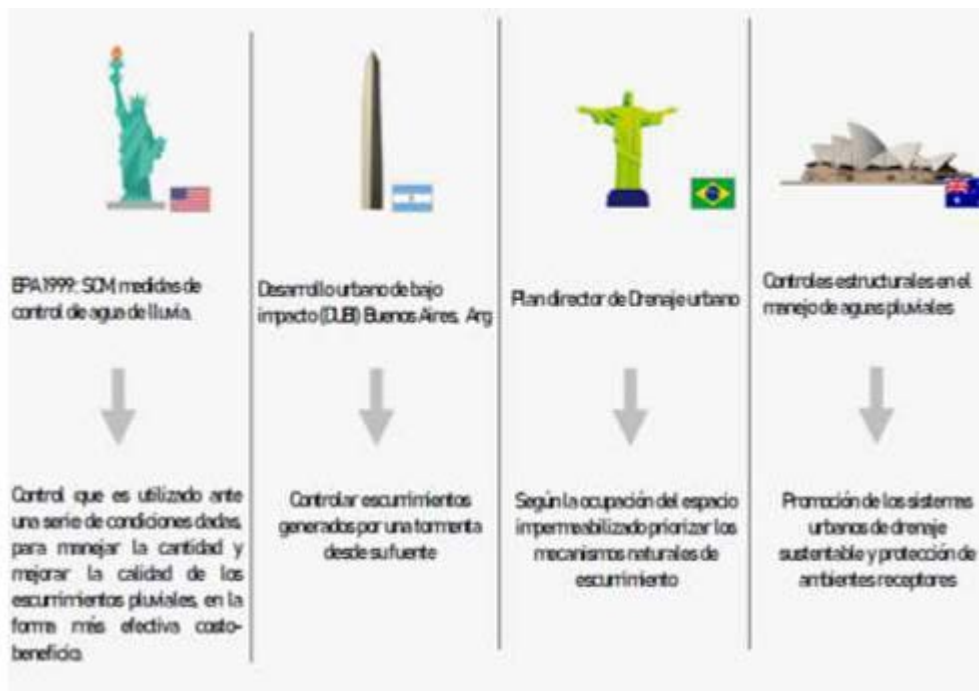 EPA 1999: SCM, medidas de
control de agua de lluvia.
Control que es utilizado ante
una serie de condiciones dadas,
para manejar la cantidad y
mejorar la calidad de los
escurrimientos pluviales, en la
forma más efectiva costo-
beneficio.
Desarrollo urbano de bajo
impacto (DUBI) Buenos Aires, Arg
Controlar escurrimientos
generados por una tormenta
desde su fuente
Plan director de Drenaje urbano
Según la ocupación del espacio
impermeabilizado priorizar los
mecanismos naturales de
escurrimiento
Controles estructurales en el
manejo de aguas pluviales
Promoción de los sistemas
urbanos de drenaje
sustentable y protección de
ambientes receptores